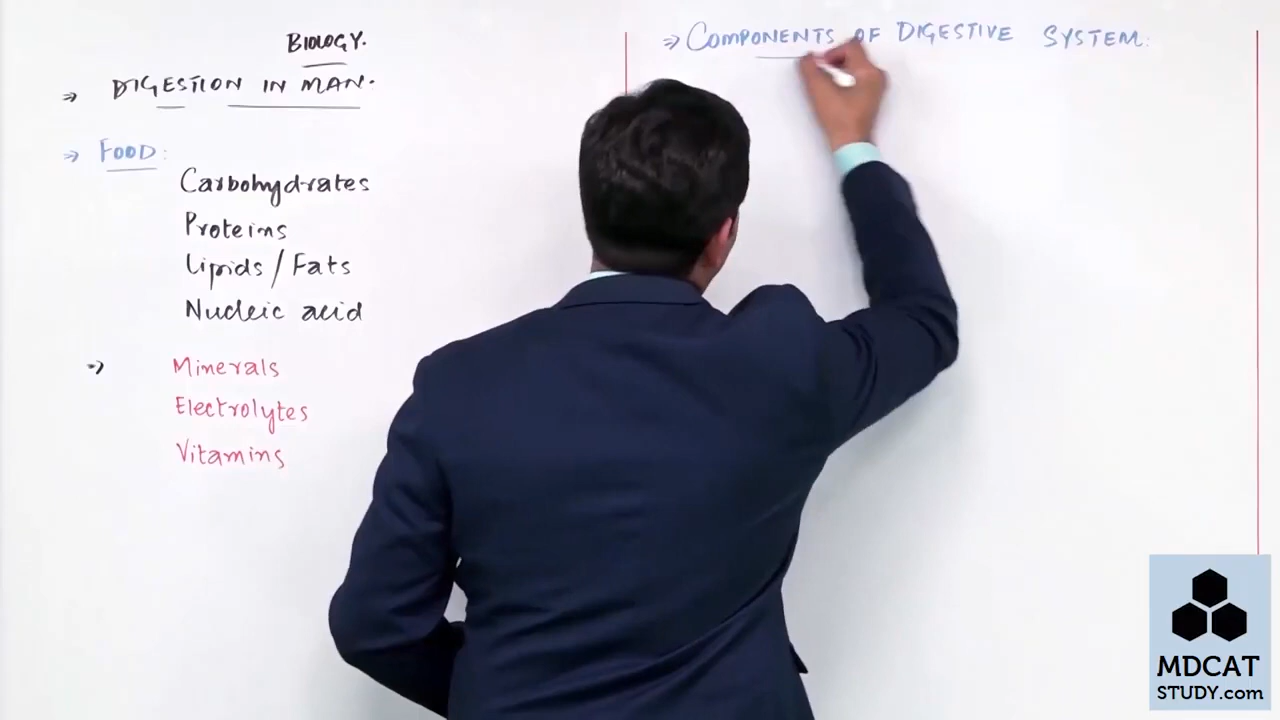 BIOLOGY.
⇒ DIGESTION IN MAN.
⇒ FOOD:
Carbohydrates
Proteins
Lipids / Fats
Nucleic acid
→ Minerals
Electrolytes
Vitamins
⇒ COMPONENTS OF DIGESTIVE SYSTEM:
MDCAT
STUDY.com